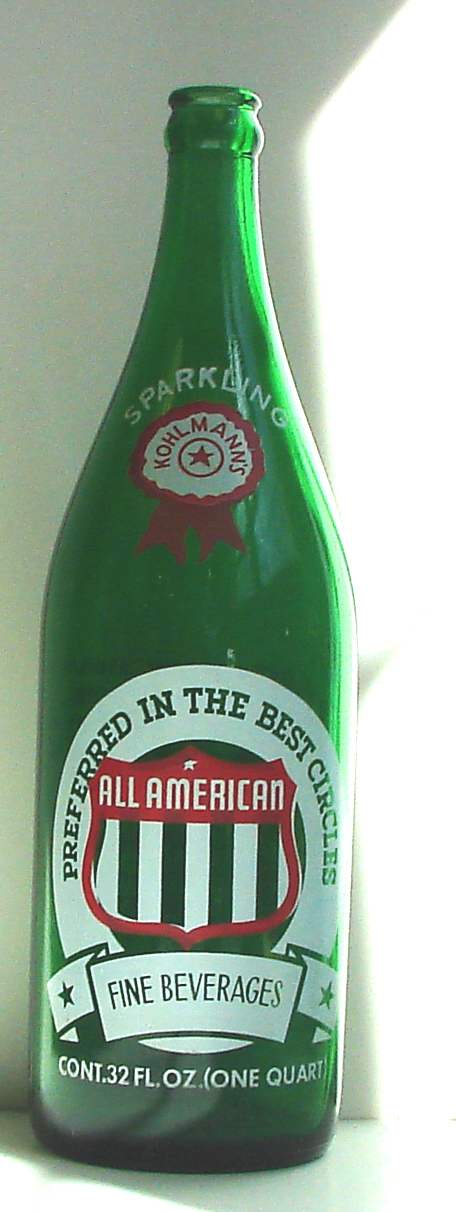 SPARKLING
KOHLMANN'S
PREFERRED IN THE BEST CIRCLES
ALL AMERICAN
FINE BEVERAGES
CONT.32 FL.OZ.(ONE QUART)